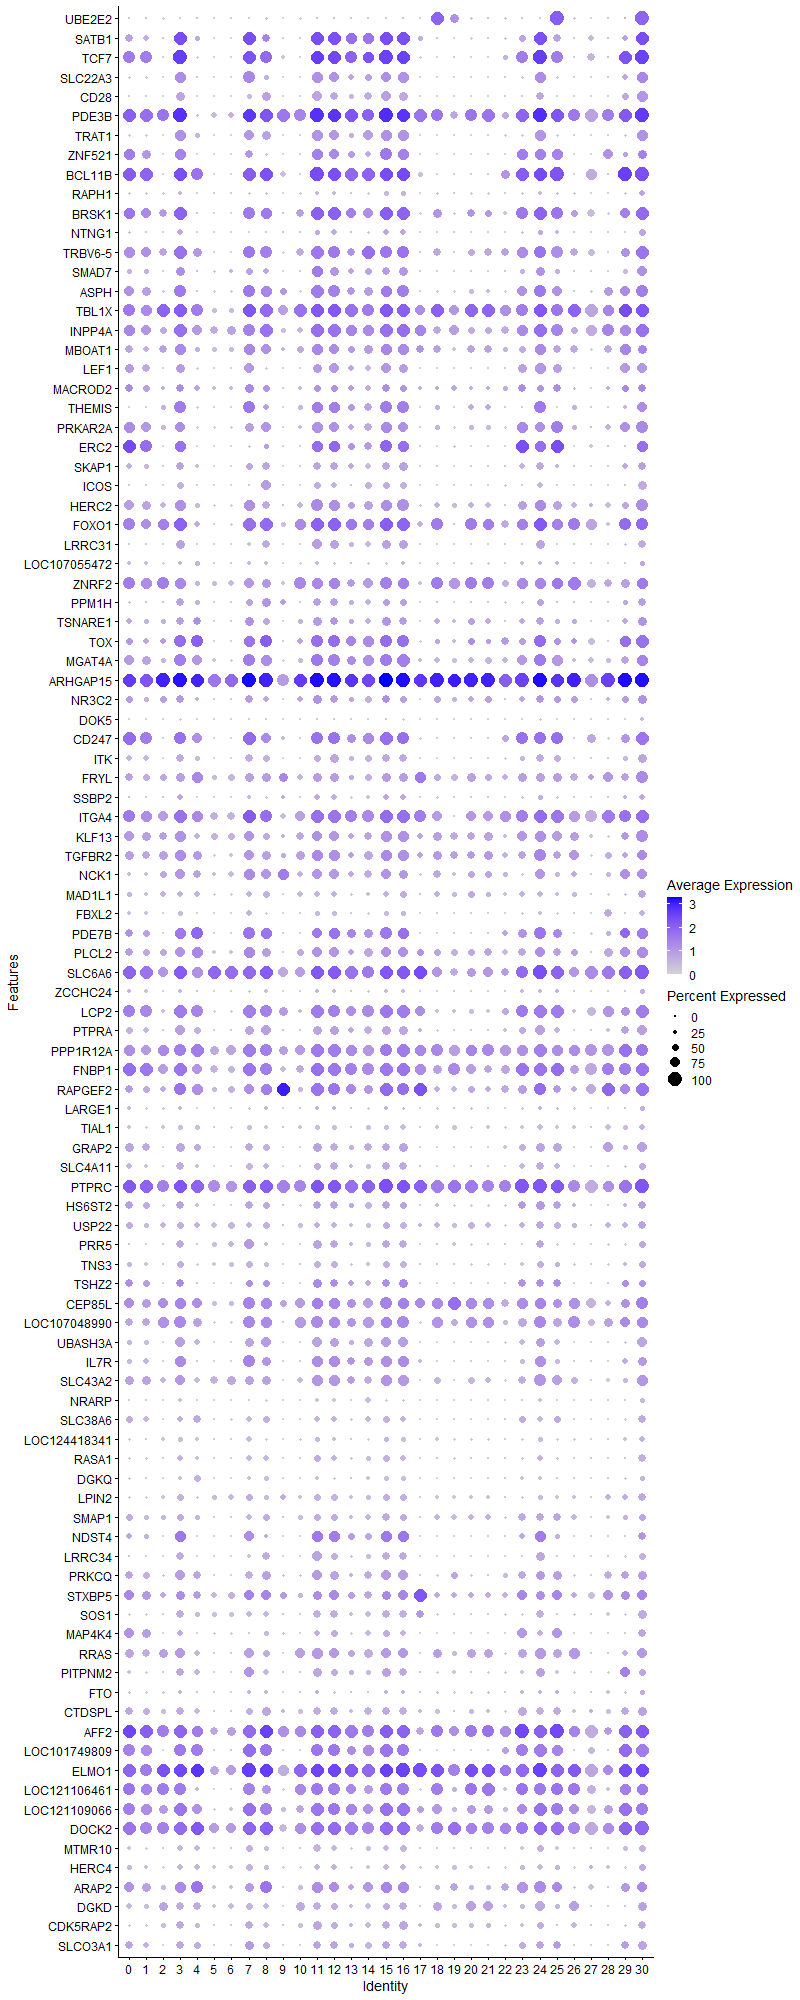 UBE2E2
SATB1
TCF7
SLC22A3
CD28
PDE3B
TRAT1
ZNF521
BCL11B
RAPH1
BRSK1
NTNG1
TRBV6-5
SMAD7
ASPH
TBL1X
INPP4A
MBOAT1
LEF1
MACROD2
THEMIS
PRKAR2A
ERC2
SKAP1
ICOS
HERC2
FOXO1
LRRC31
LOC107055472
ZNRF2
PPM1H
TSNARE1
TOX
MGAT4A
ARHGAP15
NR3C2
DOK5
CD247
ITK
FRYL
SSBP2
ITGA4
KLF13
TGFBR2
NCK1
MAD1L1
FBXL2
PDE7B
PLCL2
SLC6A6
ZCCHC24
LCP2
PTPRA
PPP1R12A
FNBP1
RAPGEF2
LARGE1
TIAL1
GRAP2
SLC4A11
PTPRC
HS6ST2
USP22
PRR5
TNS3
TSHZ2
CEP85L
LOC107048990
UBASH3A
IL7R
SLC43A2
NRARP
SLC38A6
LOC124418341
RASA1
DGKQ
LPIN2
SMAP1
NDST4
LRRC34
PRKCQ
STXBP5
SOS1
MAP4K4
RRAS
PITPNM2
FTO
CTDSPL
AFF2
LOC101749809
ELMO1
LOC121106461
LOC121109066
DOCK2
MTMR10
HERC4
ARAP2
DGKD
CDK5RAP2
SLCO3A1
0 1 2 3 4 5 6 7 8 9 10 11 12 13 14 15 16 17 18 19 20 21 22 23 24 25 26 27 28 29 30
Identity
Features
Average Expression
3
2
1
0
Percent Expressed
0
25
50
75
100